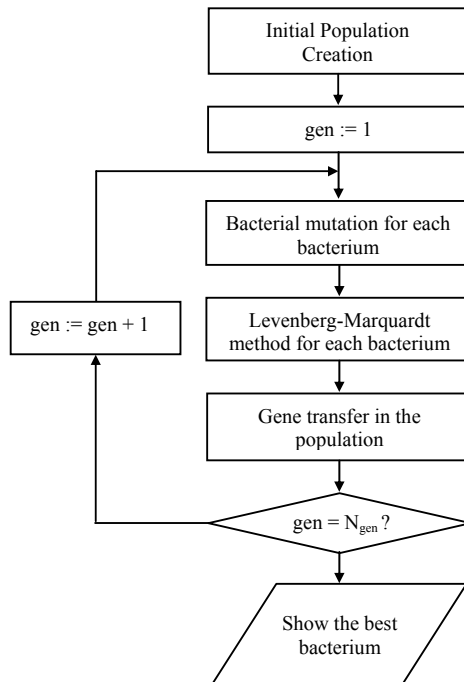 Initial Population
Creation
gen := 1
Bacterial mutation for each
bacterium
gen := gen + 1
Levenberg-Marquardt
method for each bacterium
Gene transfer in the
population
gen = Ngen ?
Show the best
bacterium